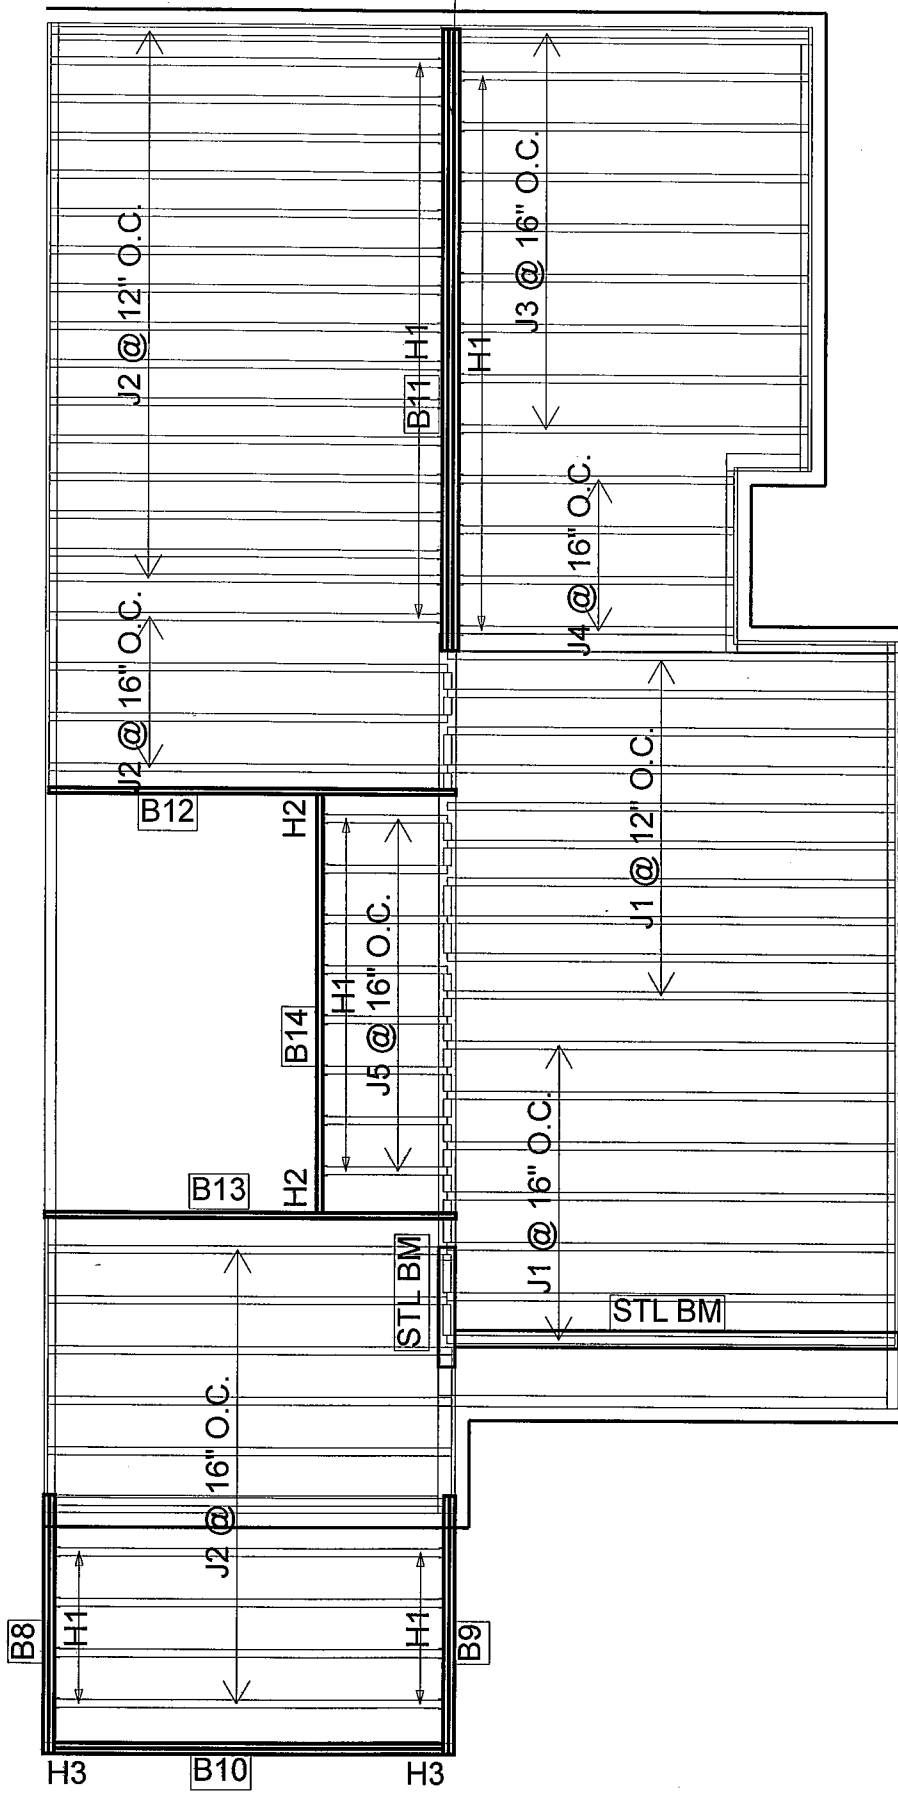 J2 @ 12" O.C.
J3 @ 16" O.C.
H1
B11
H1
J4 @ 16" O.C.
J2 @ 16" O.C.
B12
H2
J1 @ 12" O.C.
B14
H1
J5 @ 16" O.C.
B13
H2
J1 @ 16" O.C.
STL BM
STL BM
J2 @ 16" O.C.
B8
H1
H1
B9
H3
B10
H3